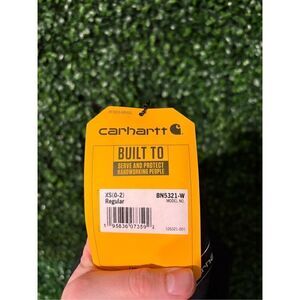 carhartt
BUILT TO
SERVE AND PROTECT
HARDWORKING PEOPLE
XS(0-2)
Regular
BN5321-W
MODEL NO.